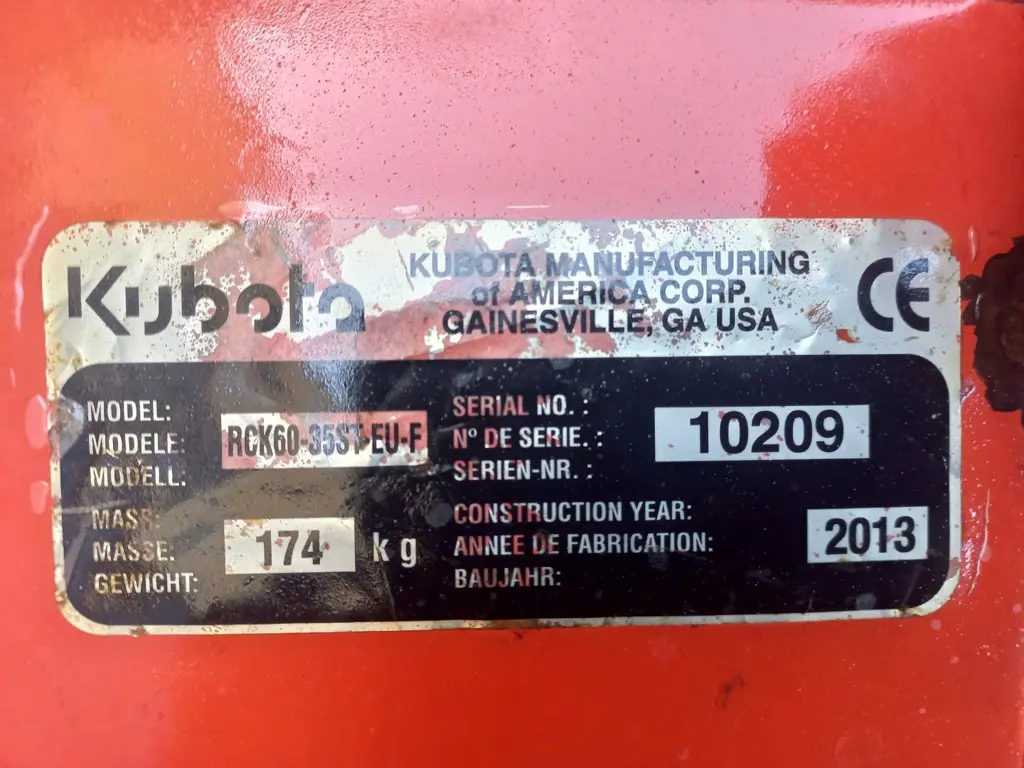 Kubota
KUBOTA MANUFACTURING
of AMERICA CORP.
GAINESVILLE, GA USA
CE
MODEL:
MODELE:
MODELL:
RCK60-35ST-EU-F
SERIAL NO. :
Nº DE SERIE. :
SERIEN-NR. :
10209
MASS:
MASSE.
GEWICHT:
174 kg
CONSTRUCTION YEAR:
ANNEE DE FABRICATION:
BAUJAHR:
2013